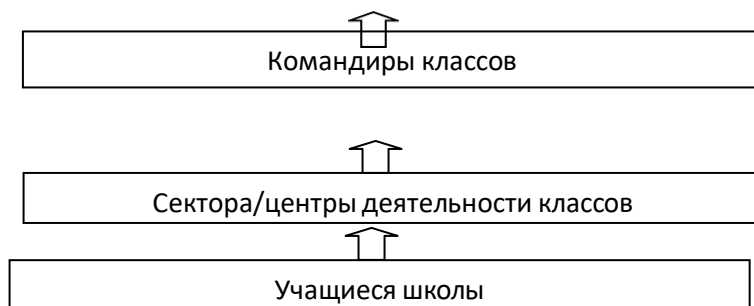 Командиры классов
Сектора/центры деятельности классов
Учащиеся школы